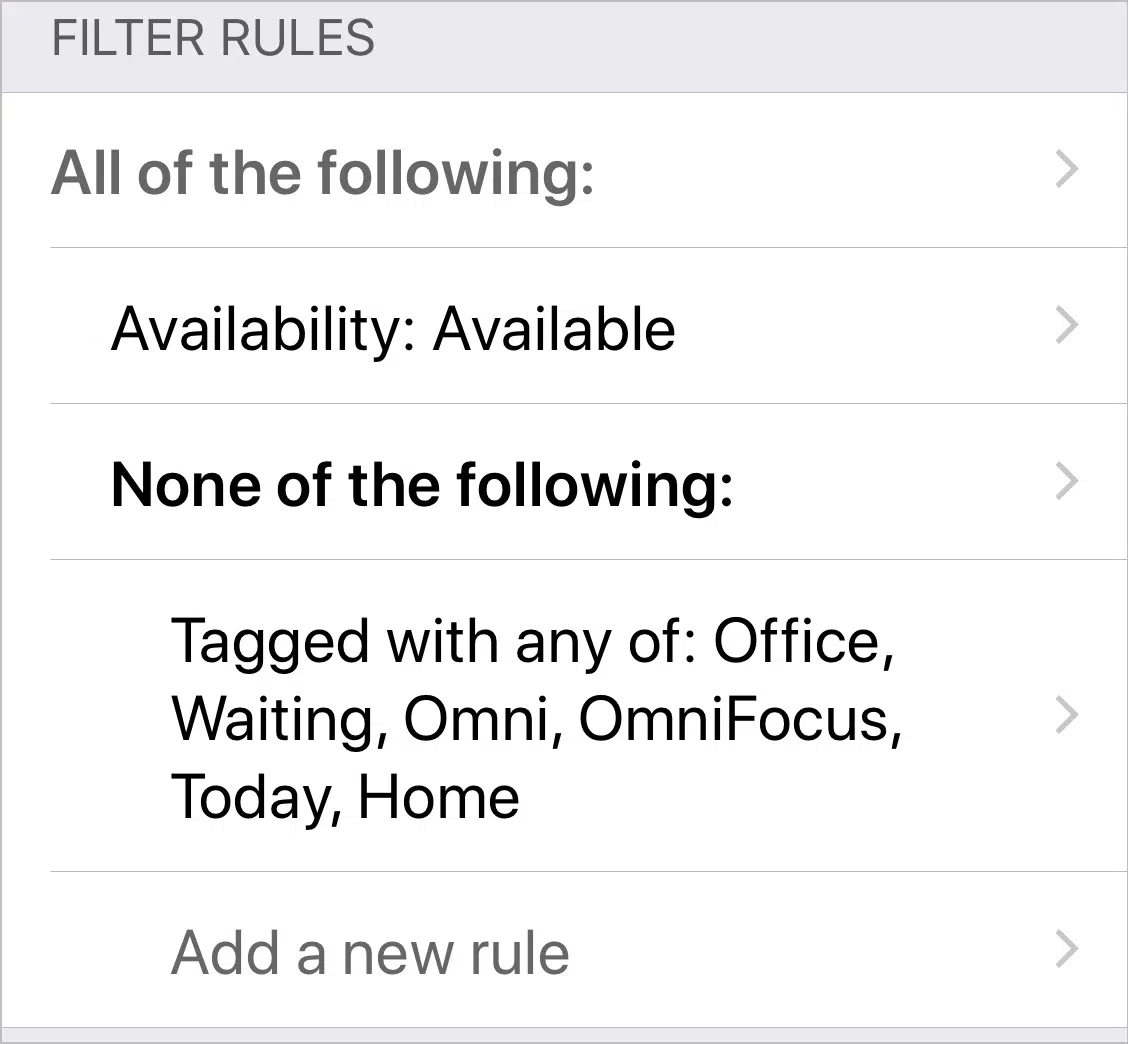 FILTER RULES
All of the following:
Availability: Available
None of the following:
Tagged with any of: Office,
Waiting, Omni, OmniFocus,
Today, Home
Add a new rule